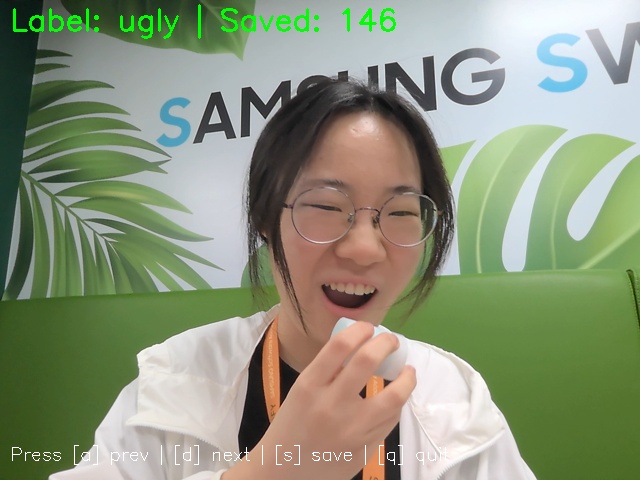 Label: ugly | Saved: 146
SAMSUNG SW
Press [a] prev | [d] next | [s] save | [q] quit